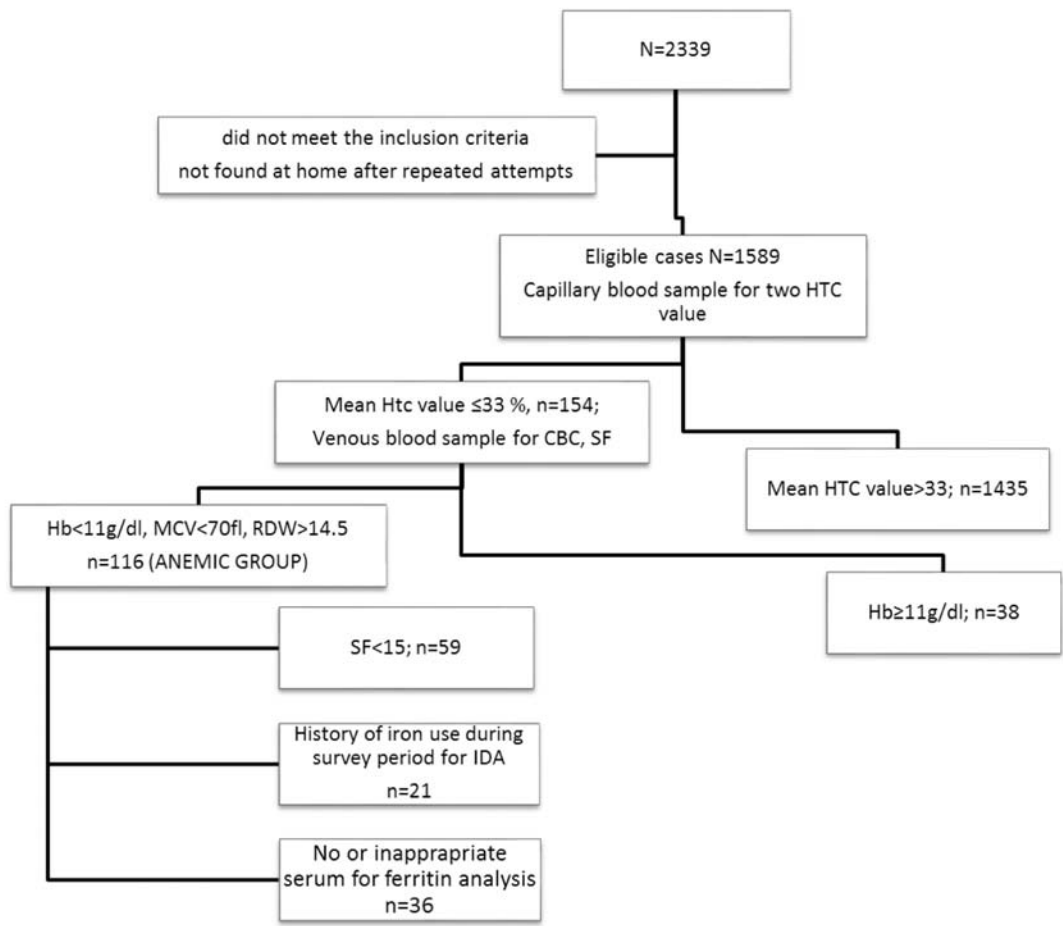 N=2339
did not meet the inclusion criteria
not found at home after repeated attempts
Eligible cases N=1589
Capillary blood sample for two HTC
value
Mean Htc value ≤33 %, n=154;
Venous blood sample for CBC, SF
Mean HTC value>33; n=1435
Hb<11g/dl, MCV<70fl, RDW>14.5
n=116 (ANEMIC GROUP)
Hb≥11g/dl; n=38
SF<15; n=59
History of iron use during
survey period for IDA
n=21
No or inapprapriate
serum for ferritin analysis
n=36